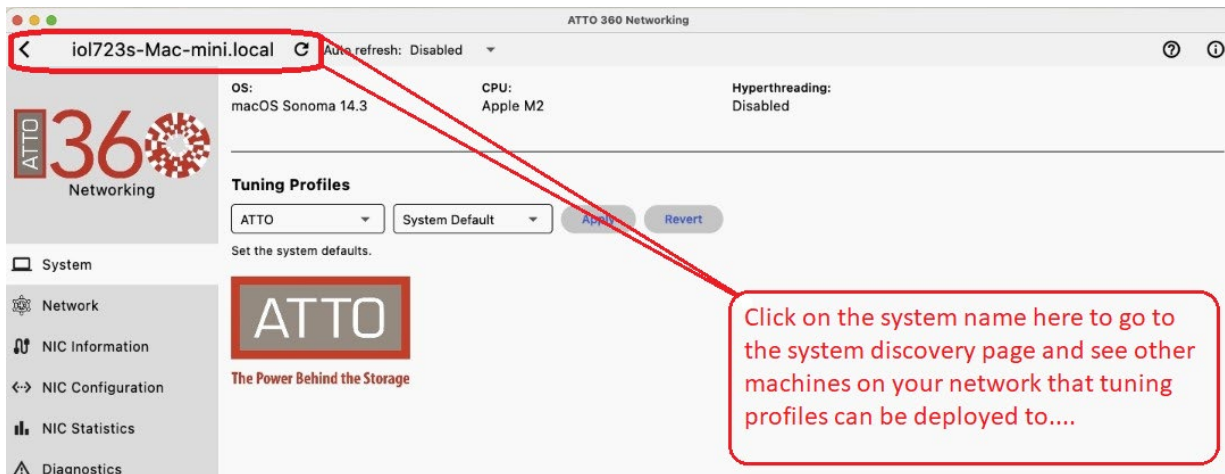 ATTO 360 Networking
iol723s-Mac-mini.local Auto refresh: Disabled
OS: CPU: Hyperthreading:
macOS Sonoma 14.3 Apple M2 Disabled
ATTO 360
Networking
Tuning Profiles
ATTO System Default Apply Revert
Set the system defaults.
System
Network
NIC Information
NIC Configuration
NIC Statistics
Diagnostics
ATTO
The Power Behind the Storage
Click on the system name here to go to
the system discovery page and see other
machines on your network that tuning
profiles can be deployed to....